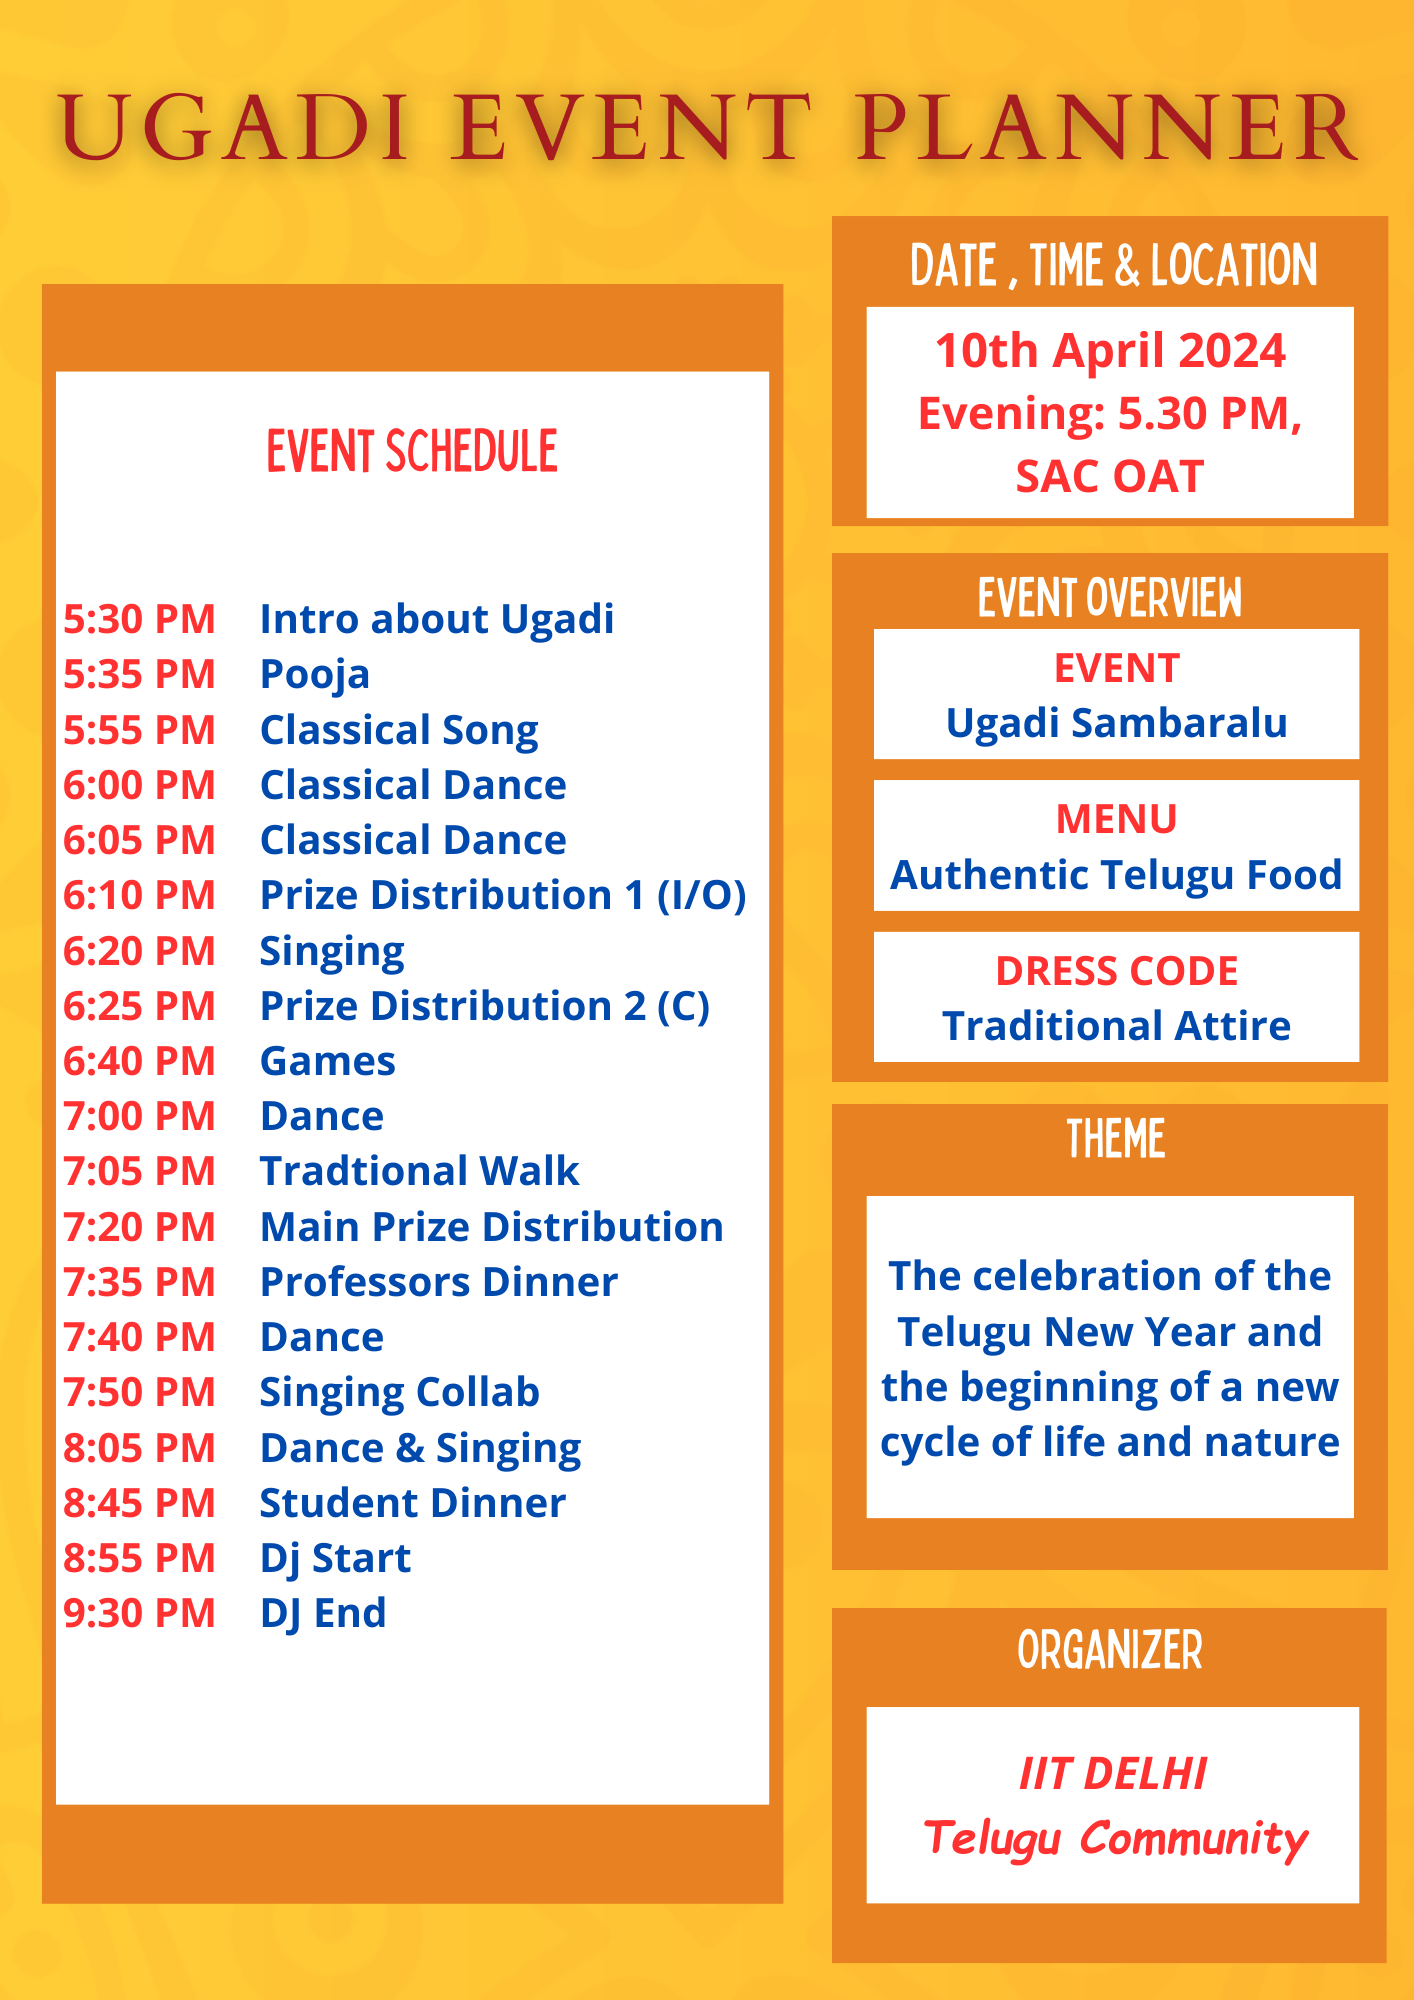 UGADI EVENT PLANNER
EVENT SCHEDULE
5:30 PM Intro about Ugadi
5:35 PM Pooja
5:55 PM Classical Song
6:00 PM Classical Dance
6:05 PM Classical Dance
6:10 PM Prize Distribution 1 (I/O)
6:20 PM Singing
6:25 PM Prize Distribution 2 (C)
6:40 PM Games
7:00 PM Dance
7:05 PM Tradtional Walk
7:20 PM Main Prize Distribution
7:35 PM Professors Dinner
7:40 PM Dance
7:50 PM Singing Collab
8:05 PM Dance & Singing
8:45 PM Student Dinner
8:55 PM Dj Start
9:30 PM DJ End
DATE , TIME & LOCATION
10th April 2024
Evening: 5.30 PM,
SAC OAT
EVENT OVERVIEW
EVENT
Ugadi Sambaralu
MENU
Authentic Telugu Food
DRESS CODE
Traditional Attire
THEME
The celebration of the
Telugu New Year and
the beginning of a new
cycle of life and nature
ORGANIZER
IIT DELHI
Telugu Community